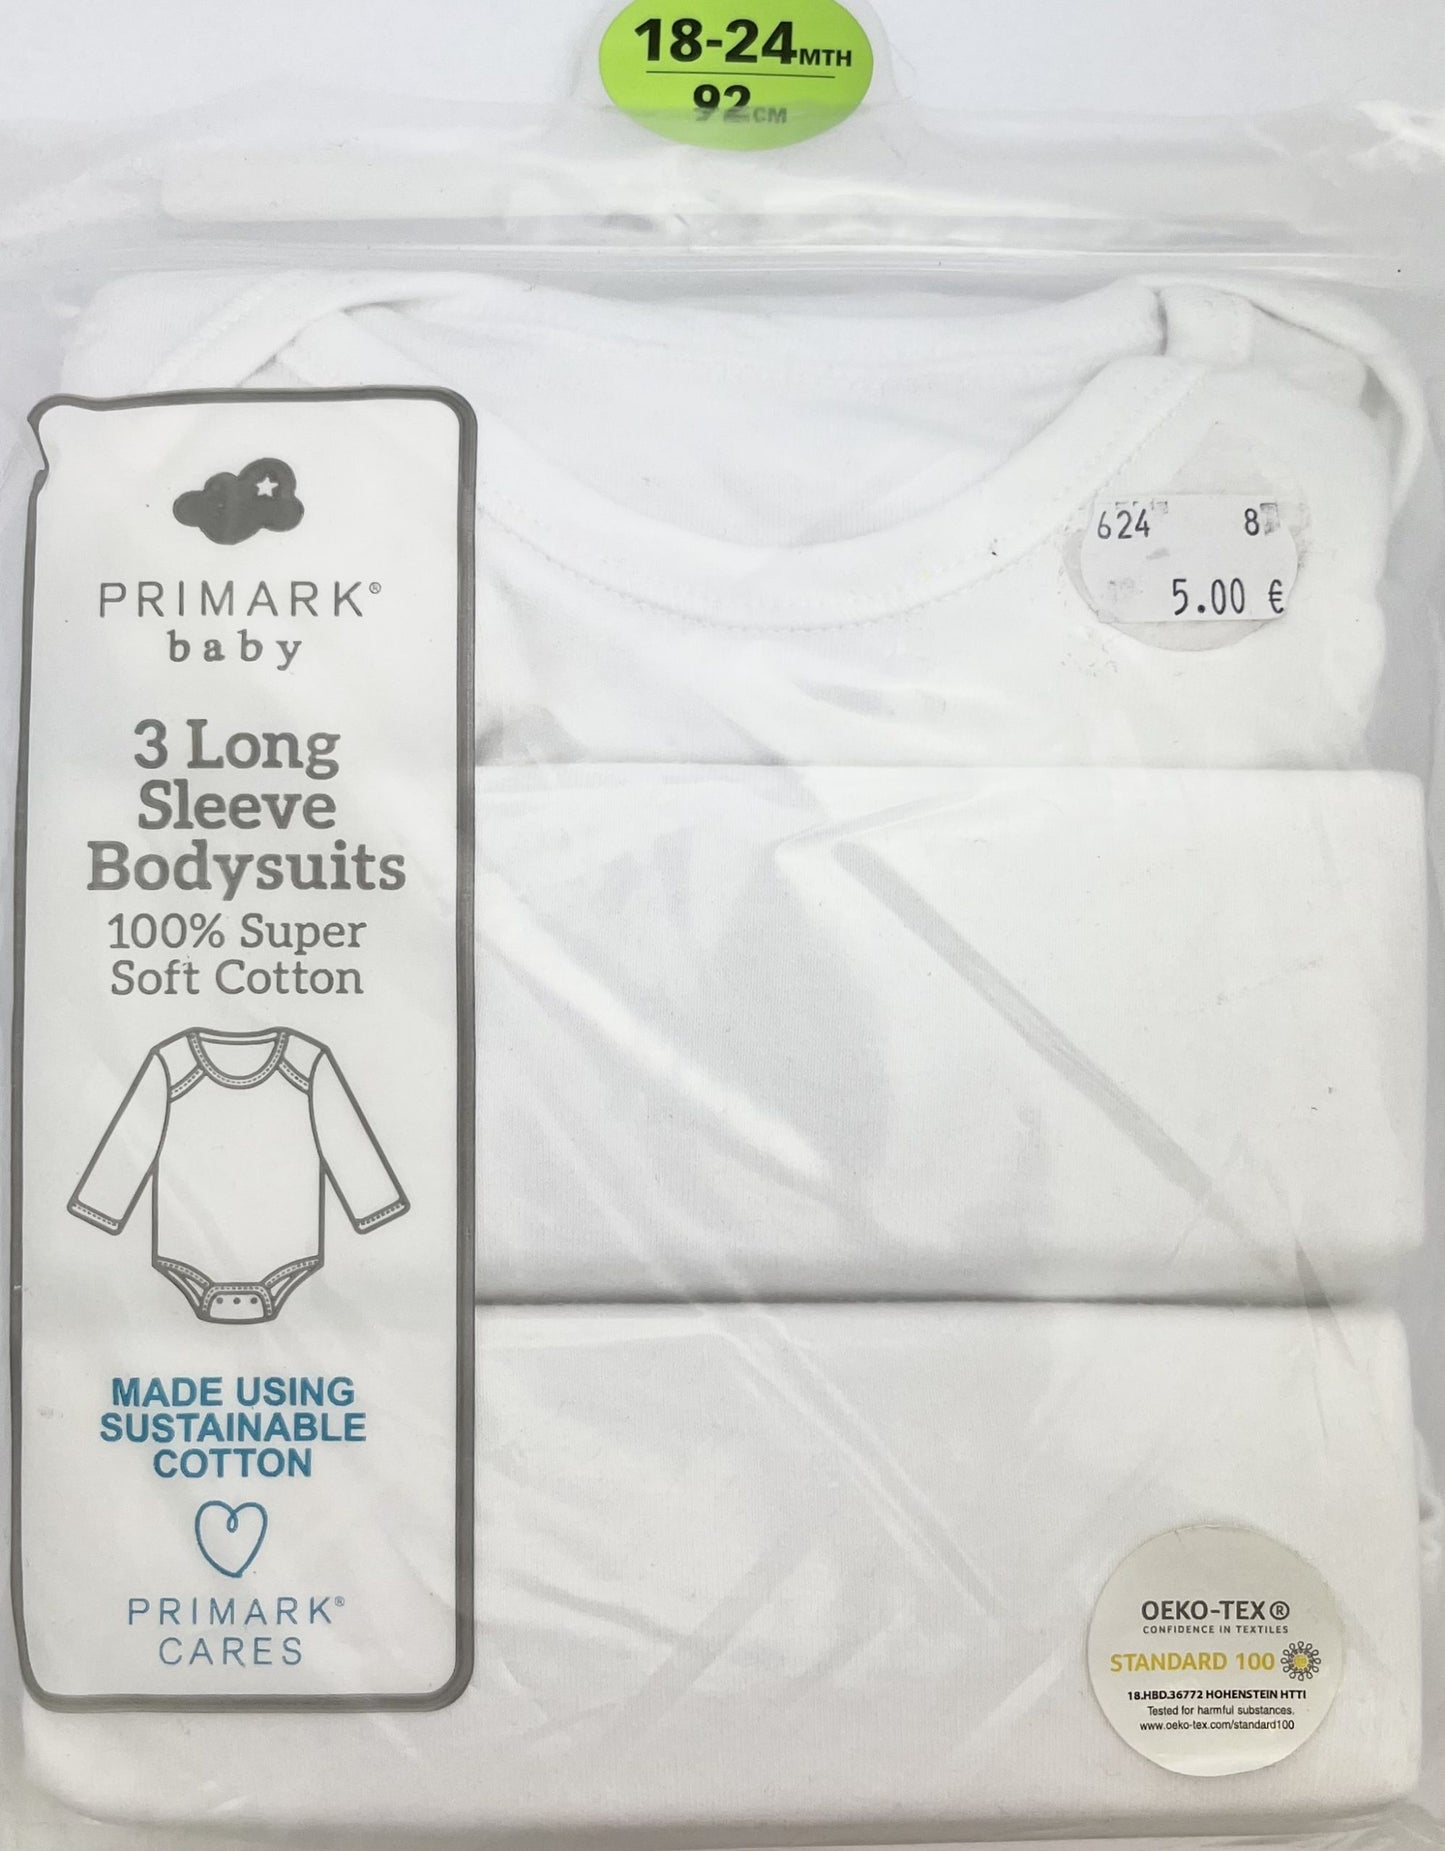 18-24MTH
92CM
PRIMARK®
baby
3 Long
Sleeve
Bodysuits
100% Super
Soft Cotton
MADE USING
SUSTAINABLE
COTTON
PRIMARK®
CARES
624 8
5.00 €
OEKO-TEX®
CONFIDENCE IN TEXTILES
STANDARD 100
18.HBD.36772 HOHENSTEIN HTTI
Tested for harmful substances.
www.oeko-tex.com/standard100